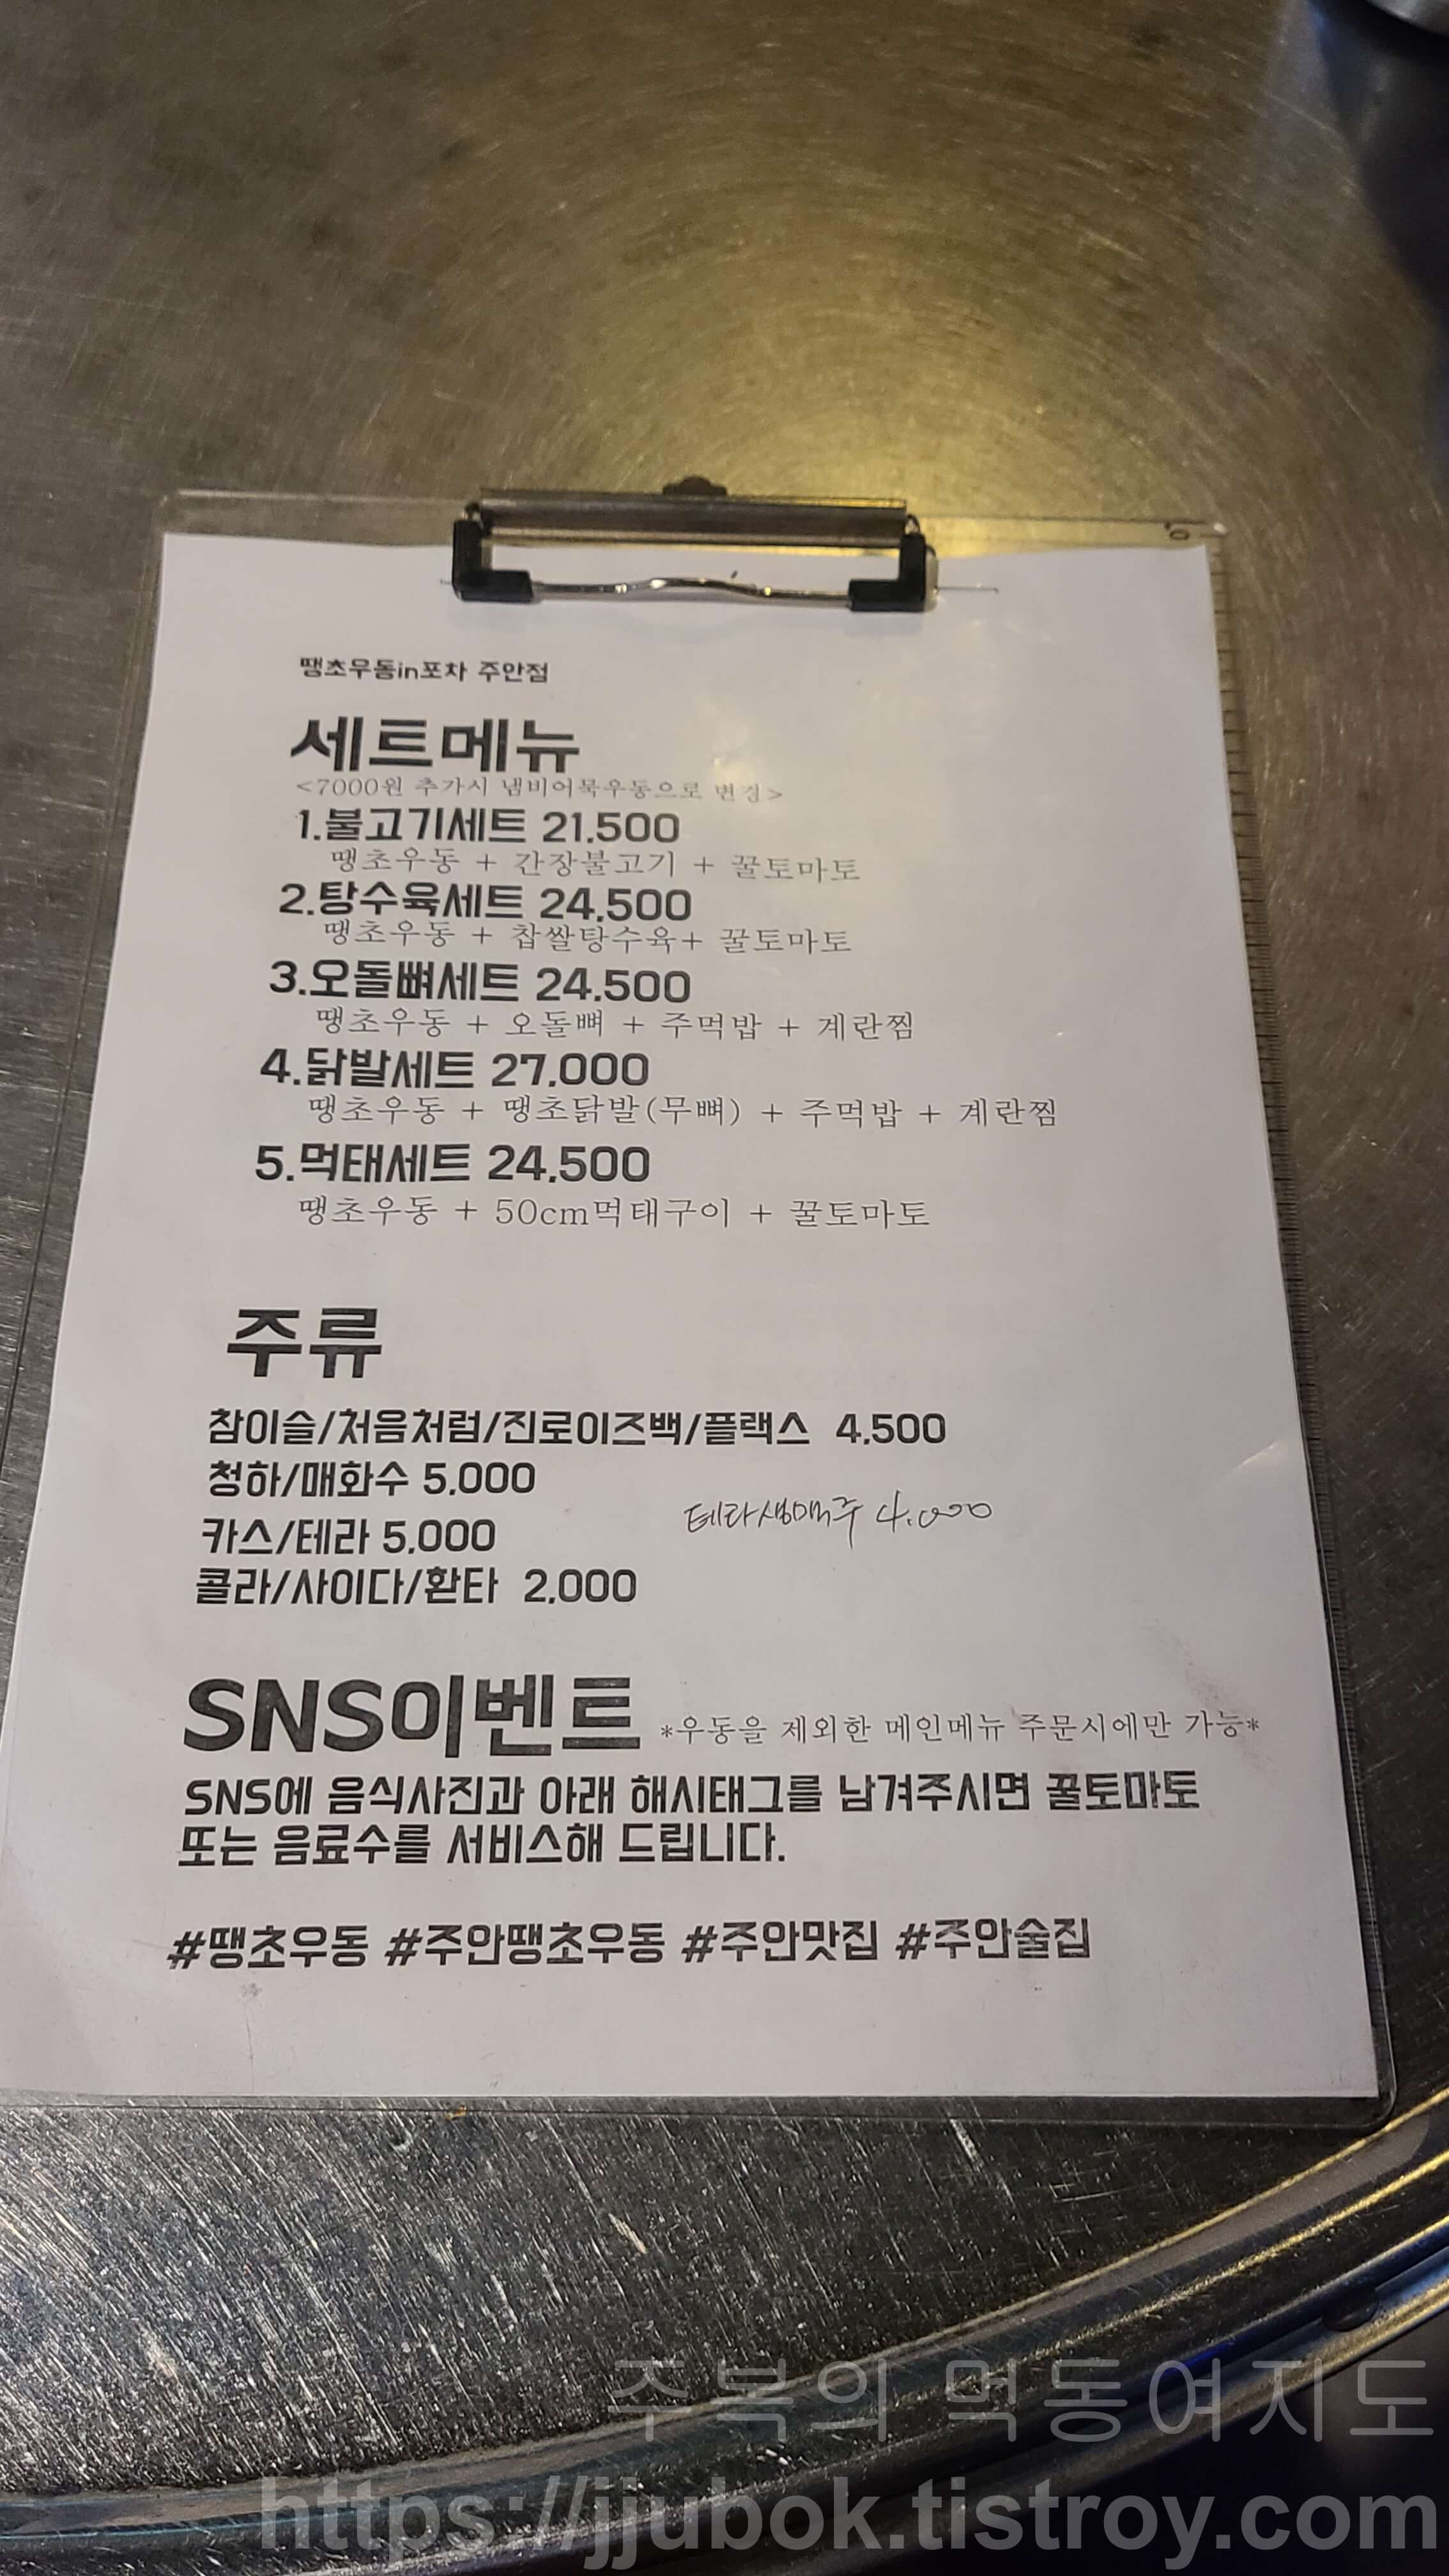 땡초우동in포차 주안점
세트메뉴
<7000원 추가시 냄비어묵우동으로 변경>
1.불고기세트 21,500
땡초우동 + 간장불고기 + 꿀토마토
2.탕수육세트 24,500
땡초우동 + 찹쌀탕수육+ 꿀토마토
3.오돌뼈세트 24,500
땡초우동 + 오돌뼈 + 주먹밥 + 계란찜
4.닭발세트 27,000
땡초우동 + 땡초닭발(무뼈) + 주먹밥 + 계란찜
5.먹태세트 24,500
땡초우동 + 50cm먹태구이 + 꿀토마토
주류
참이슬/처음처럼/진로이즈백/플랙스 4,500
청하/매화수 5,000
테라생맥주 4.000
카스/테라 5,000
콜라/사이다/환타 2,000
SNS이벤트 *우동을 제외한 메인메뉴 주문시에만 가능*
SNS에 음식사진과 아래 해시태그를 남겨주시면 꿀토마토
또는 음료수를 서비스해 드립니다.
#땡초우동 #주안땡초우동 #주안맛집 #주안술집
주복의 먹동여지도
https://jjubok.tistroy.com